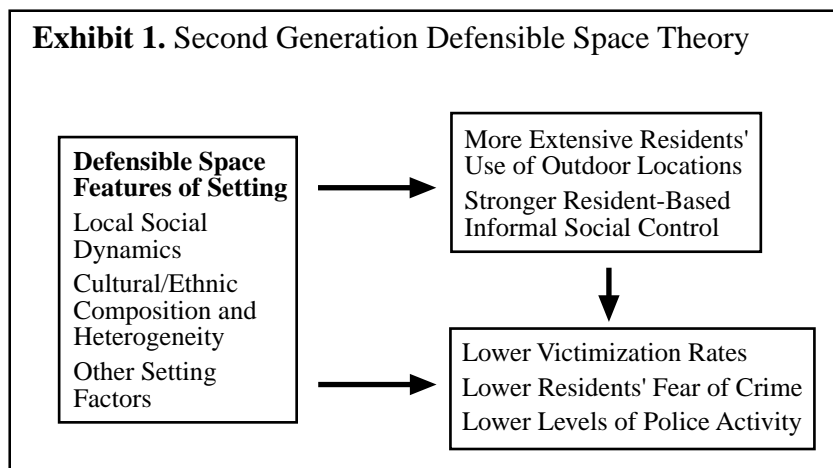 Exhibit 1. Second Generation Defensible Space Theory
Defensible Space
Features of Setting
Local Social
Dynamics
Cultural/Ethnic
Composition and
Heterogeneity
Other Setting
Factors
More Extensive Residents'
Use of Outdoor Locations
Stronger Resident-Based
Informal Social Control
Lower Victimization Rates
Lower Residents' Fear of Crime
Lower Levels of Police Activity